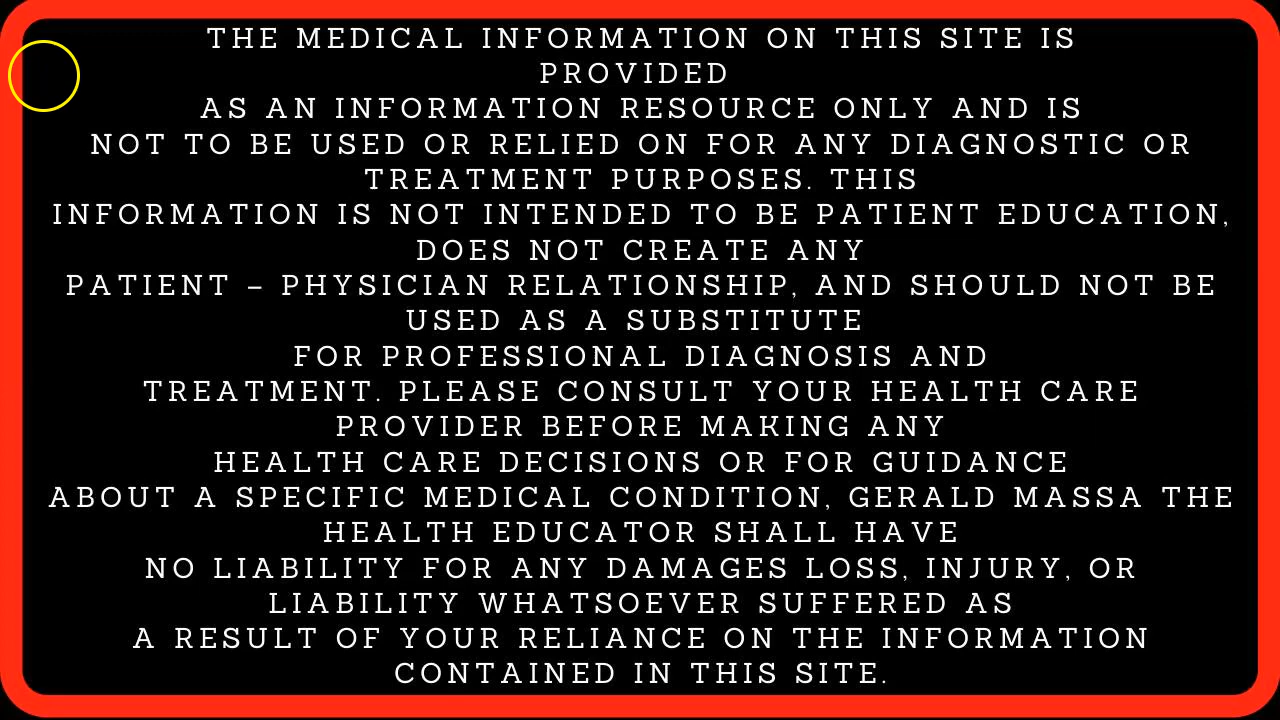 THE MEDICAL INFORMATION ON THIS SITE IS
PROVIDED
AS AN INFORMATION RESOURCE ONLY AND IS
NOT TO BE USED OR RELIED ON FOR ANY DIAGNOSTIC OR
TREATMENT PURPOSES. THIS
INFORMATION IS NOT INTENDED TO BE PATIENT EDUCATION,
DOES NOT CREATE ANY
PATIENT – PHYSICIAN RELATIONSHIP, AND SHOULD NOT BE
USED AS A SUBSTITUTE
FOR PROFESSIONAL DIAGNOSIS AND
TREATMENT. PLEASE CONSULT YOUR HEALTH CARE
PROVIDER BEFORE MAKING ANY
HEALTH CARE DECISIONS OR FOR GUIDANCE
ABOUT A SPECIFIC MEDICAL CONDITION, GERALD MASSA THE
HEALTH EDUCATOR SHALL HAVE
NO LIABILITY FOR ANY DAMAGES LOSS, INJURY, OR
LIABILITY WHATSOEVER SUFFERED AS
A RESULT OF YOUR RELIANCE ON THE INFORMATION
CONTAINED IN THIS SITE.